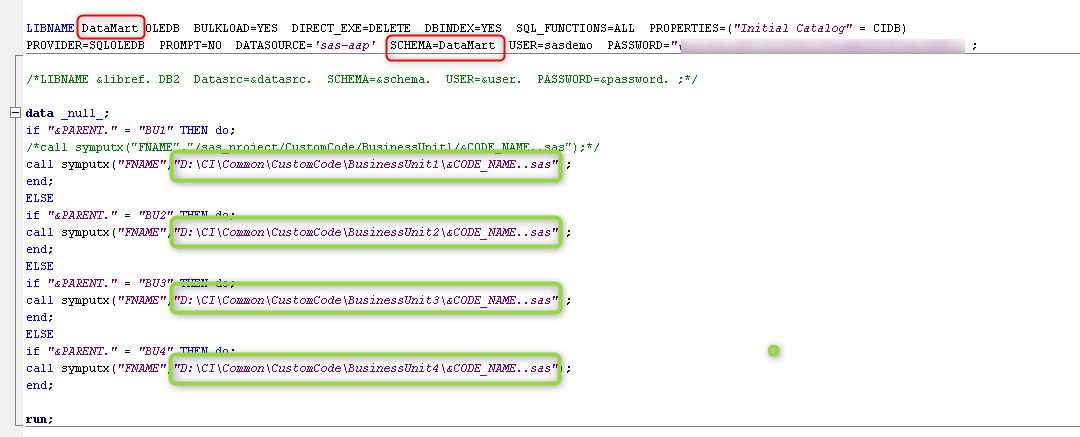 LIBNAME DataMart OLEDB BULKLOAD=YES DIRECT_EXE=DELETE DBINDEX=YES SQL_FUNCTIONS=ALL PROPERTIES=("Initial Catalog" = CIDB)
PROVIDER=SQLOLEDB PROMPT=NO DATASOURCE='sas-aap' SCHEMA=DataMart USER=sasdemo PASSWORD=" ;
/*LIBNAME &libref. DB2 Datasrc=&datasrc. SCHEMA=&schema. USER=&user. PASSWORD=&password. ;*/
data _null_;
if "&PARENT." = "BU1" THEN do;
/*call symputx("FNAME","/sas_project/CustomCode/BusinessUnit1/&CODE_NAME..sas");*/
call symputx("FNAME","D:\CI\Common\CustomCode\BusinessUnit1\&CODE_NAME..sas" ;
end;
ELSE
if "&PARENT." = "BU2" THEN do;
call symputx("FNAME","D:\CI\Common\CustomCode\BusinessUnit2\&CODE_NAME..sas" ;
end;
ELSE
if "&PARENT." = "BU3" THEN do;
call symputx("FNAME","D:\CI\Common\CustomCode\BusinessUnit3\&CODE_NAME..sas" ;
end;
ELSE
if "&PARENT." = "BU4" THEN do;
call symputx("FNAME","D:\CI\Common\CustomCode\BusinessUnit4\&CODE_NAME..sas");
end;
run;